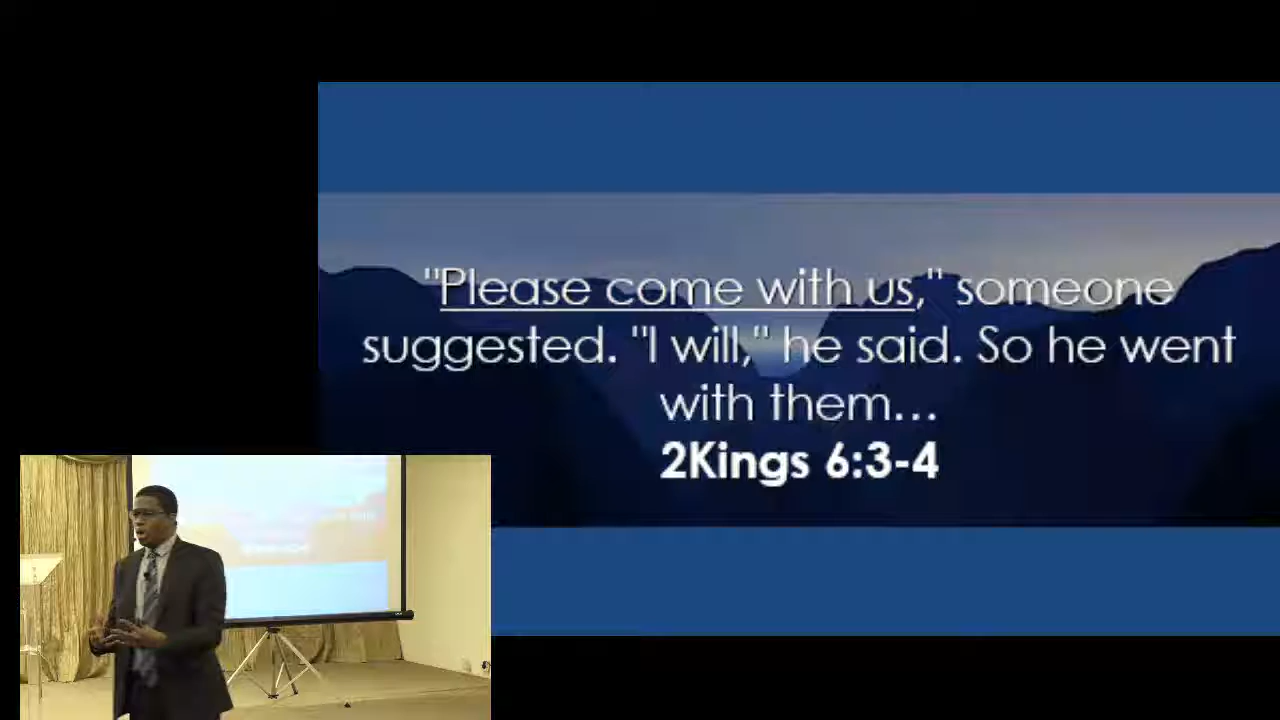 "Please come with us," someone
suggested. "I will," he said. So he went
with them...
2Kings 6:3-4